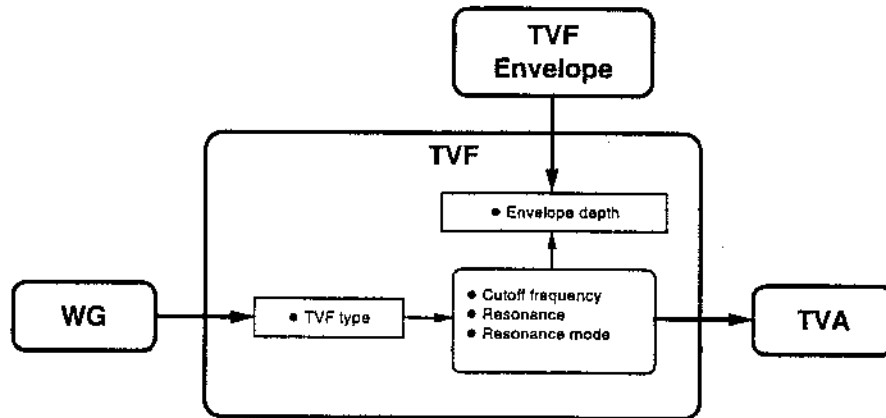 TVF
Envelope
TVF
● Envelope depth
WG
● TVF type
● Cutoff frequency
● Resonance
● Resonance mode
TVA